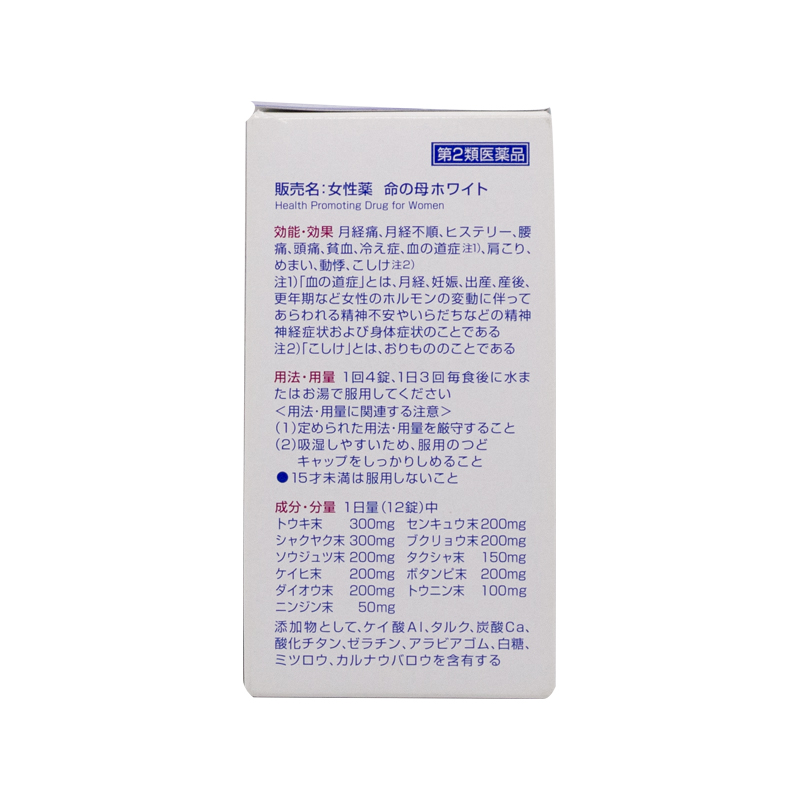 第2類医薬品
販売名:女性薬 命の母ホワイト
Health Promoting Drug for Women
効能・効果 月経痛、月経不順、ヒステリー、腰
痛、頭痛、貧血、冷え症、血の道症注1)、肩こり、
めまい、動悸、こしけ注2)
注1)「血の道症」とは、月経、妊娠、出産、産後、
更年期など女性のホルモンの変動に伴って
あらわれる精神不安やいらだちなどの精神
神経症状および身体症状のことである
注2)「こしけ」とは、おりもののことである
用法・用量 1回4錠、1日3回毎食後に水ま
たはお湯で服用してください
<用法・用量に関連する注意>
(1)定められた用法・用量を厳守すること
(2)吸湿しやすいため、服用のつど
キャップをしっかりしめること
●15才未満は服用しないこと
成分・分量 1日量(12錠)中
トウキ末 300mg センキュウ末200mg
シャクヤク末300mg ブクリョウ末200mg
ソウジュツ末200mg タクシャ末 150mg
ケイヒ末 200mg ボタンピ末 200mg
ダイオウ末 200mg トウニン末 100mg
ニンジン末 50mg
添加物として、ケイ酸Al、タルク、炭酸Ca、
酸化チタン、ゼラチン、アラビアゴム、白糖、
ミツロウ、カルナウバロウを含有する